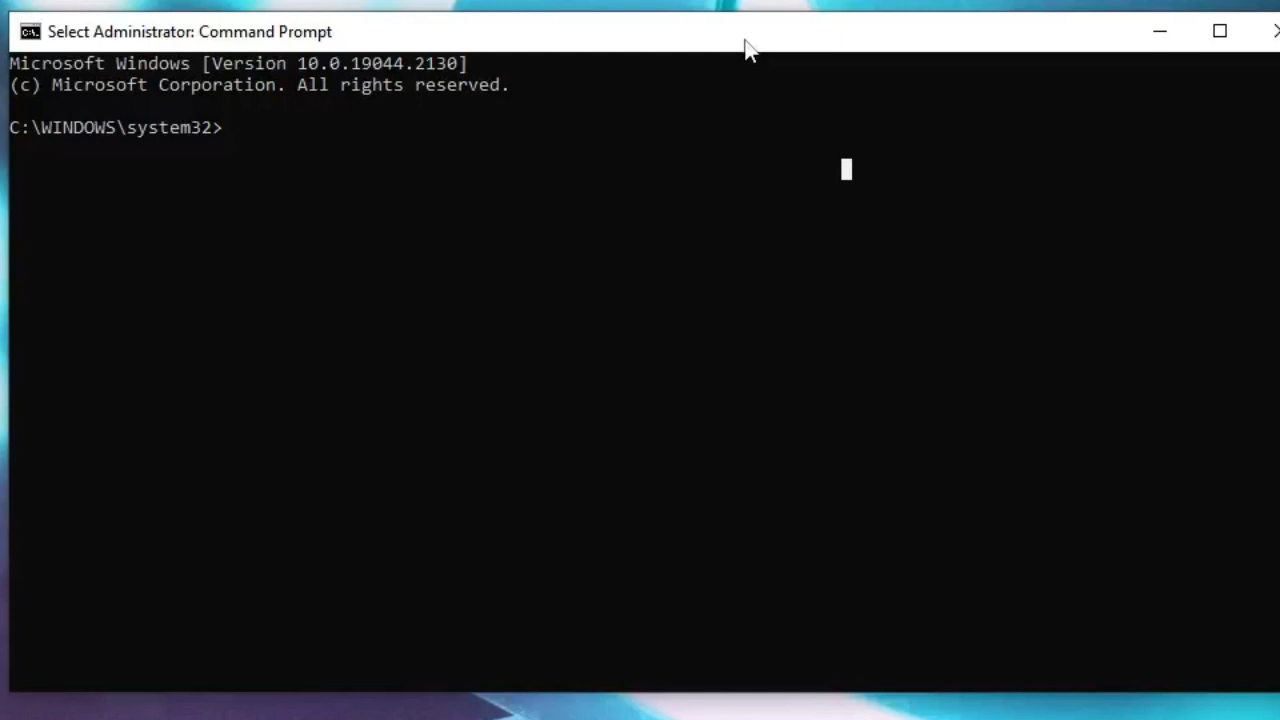 Select Administrator: Command Prompt
Microsoft Windows [Version 10.0.19044.2130]
(c) Microsoft Corporation. All rights reserved.
C:\WINDOWS\system32>